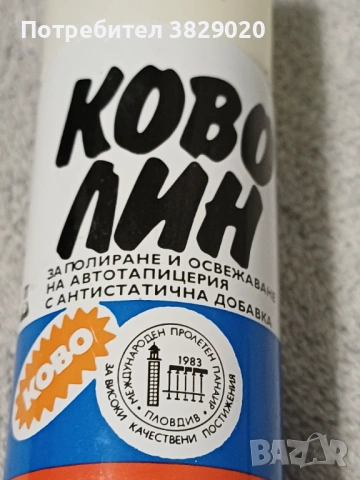 Потребител 3829020
КОВО
ЛИН
ЗА ПОЛИРАНЕ И ОСВЕЖАВАНЕ
НА АВТОТАПИЦЕРИЯ
С АНТИСТАТИЧНА ДОБАВКА
КОВО
МЕЖДУНАРОДЕН ПРОЛЕТЕН ПАНАИР
1983
ПЛОВДИВ
ЗА ВИСОКИ КАЧЕСТВЕНИ ПОСТИЖЕНИЯ
BAZAR